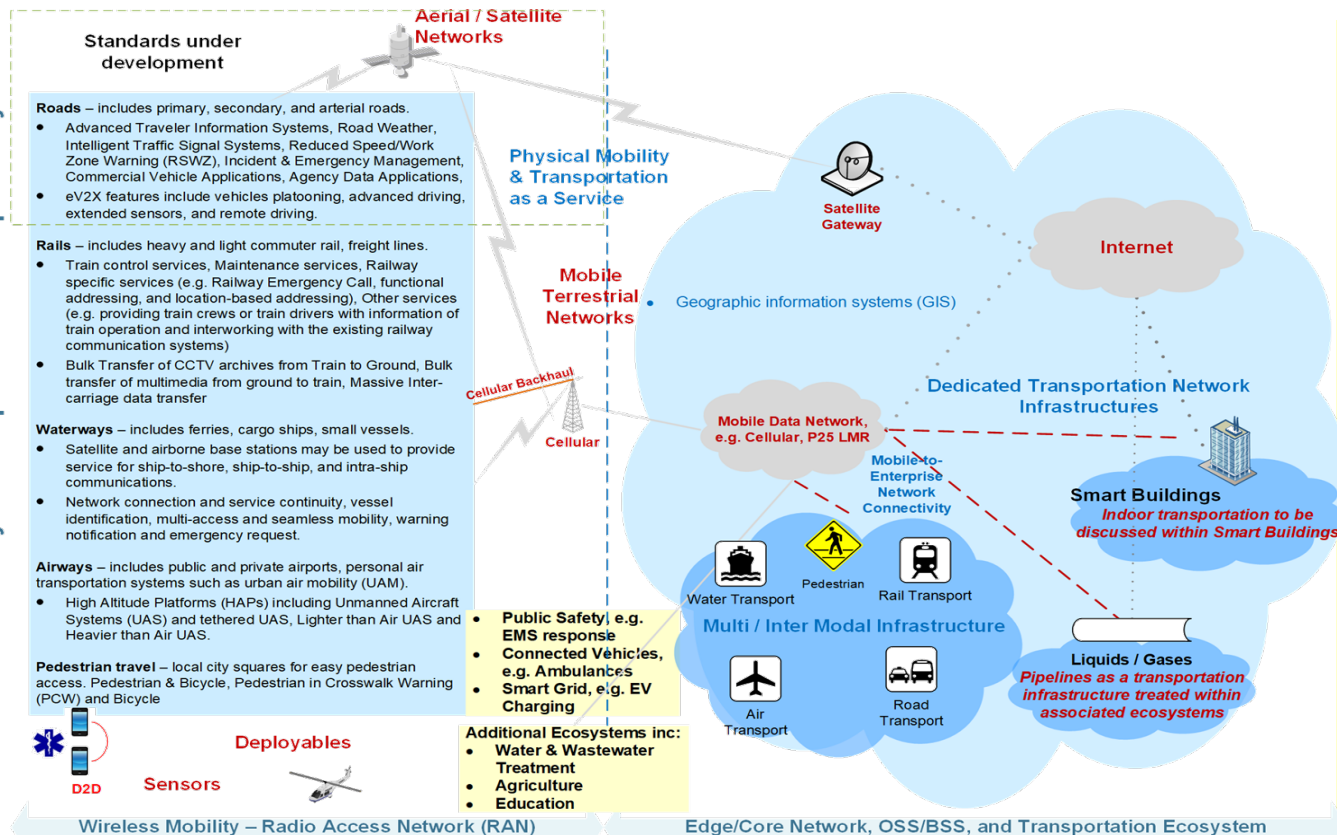 Aerial / Satellite
Networks
Standards under
development
Roads – includes primary, secondary, and arterial roads.
● Advanced Traveler Information Systems, Road Weather,
Intelligent Traffic Signal Systems, Reduced Speed/Work
Zone Warning (RSWZ), Incident & Emergency Management,
Commercial Vehicle Applications, Agency Data Applications,
● eV2X features include vehicles platooning, advanced driving,
extended sensors, and remote driving.
Rails – includes heavy and light commuter rail, freight lines.
● Train control services, Maintenance services, Railway
specific services (e.g. Railway Emergency Call, functional
addressing, and location-based addressing), Other services
(e.g. providing train crews or train drivers with information of
train operation and interworking with the existing railway
communication systems)
● Bulk Transfer of CCTV archives from Train to Ground, Bulk
transfer of multimedia from ground to train, Massive Inter-
carriage data transfer
Waterways – includes ferries, cargo ships, small vessels.
● Satellite and airborne base stations may be used to provide
service for ship-to-shore, ship-to-ship, and intra-ship
communications.
● Network connection and service continuity, vessel
identification, multi-access and seamless mobility, warning
notification and emergency request.
Airways – includes public and private airports, personal air
transportation systems such as urban air mobility (UAM).
● High Altitude Platforms (HAPs) including Unmanned Aircraft
Systems (UAS) and tethered UAS, Lighter than Air UAS and
Heavier than Air UAS.
Pedestrian travel – local city squares for easy pedestrian
access. Pedestrian & Bicycle, Pedestrian in Crosswalk Warning
(PCW) and Bicycle
D2D
Deployables
Sensors
Physical Mobility
& Transportation
as a Service
Mobile
Terrestrial
Networks
Cellular Backhaul
Cellular
● Public Safety, e.g.
EMS response
● Connected Vehicles,
e.g. Ambulances
● Smart Grid, e.g. EV
Charging
Additional Ecosystems inc:
● Water & Wastewater
Treatment
● Agriculture
● Education
Satellite
Gateway
Internet
● Geographic information systems (GIS)
Dedicated Transportation Network
Infrastructures
Mobile Data Network,
e.g. Cellular, P25 LMR
Mobile-to-
Enterprise
Network
Connectivity
Smart Buildings
Indoor transportation to be
discussed within Smart Buildings
Water Transport
Pedestrian
Rail Transport
Multi / Inter Modal Infrastructure
Air
Transport
Road
Transport
Liquids / Gases
Pipelines as a transportation
infrastructure treated within
associated ecosystems
Wireless Mobility – Radio Access Network (RAN)
Edge/Core Network, OSS/BSS, and Transportation Ecosystem